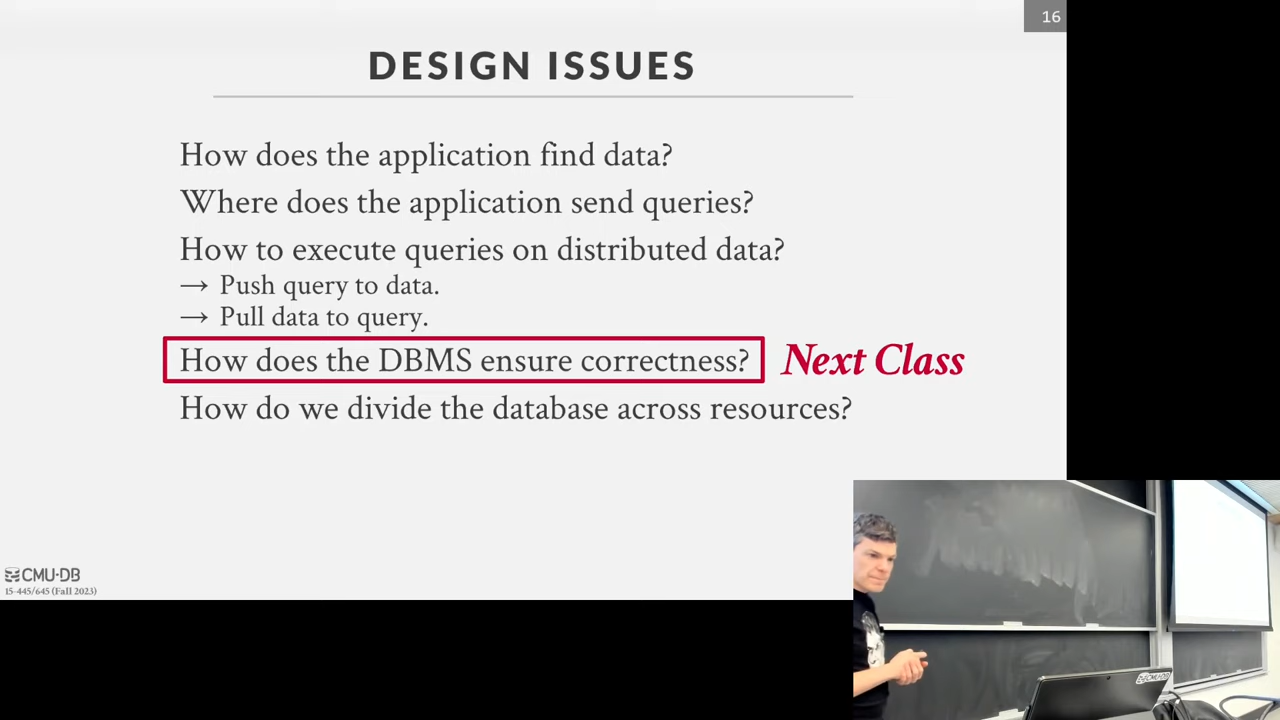 16
DESIGN ISSUES
How does the application find data?
Where does the application send queries?
How to execute queries on distributed data?
→ Push query to data.
→ Pull data to query.
How does the DBMS ensure correctness? Next Class
How do we divide the database across resources?
CMU·DB
15-445/645 (Fall 2023)
CMU·DB